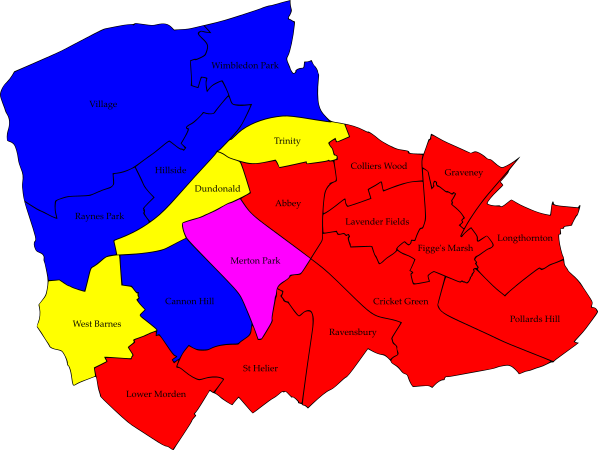 Wimbledon Park
Village
Trinity
Colliers Wood
Hillside
Graveney
Dundonald
Abbey
Raynes Park
Lavender Fields
Longthornton
Figge's Marsh
Merton Park
Cannon Hill
Cricket Green
Pollards Hill
West Barnes
Ravensbury
St Helier
Lower Morden